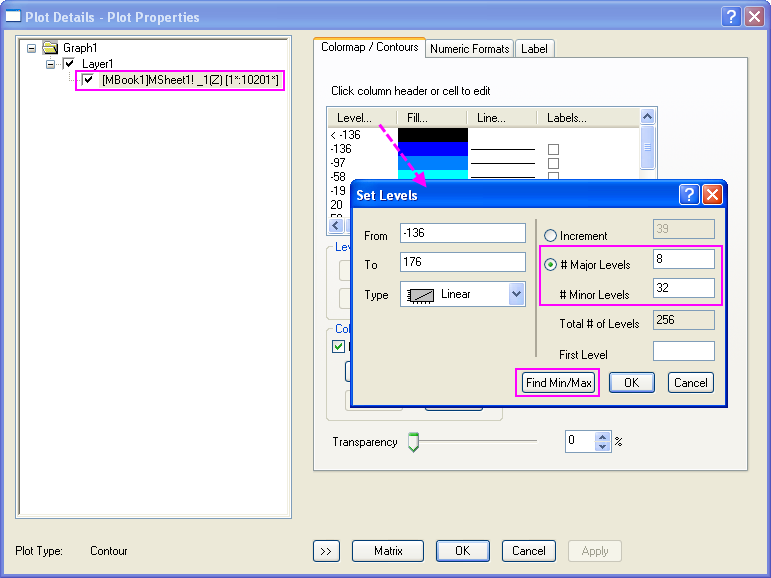 Plot Details - Plot Properties
Graph1
Layer1
[MBook1]MSheet1! _1(Z) [1*:10201*]
Colormap / Contours Numeric Formats Label
Click column header or cell to edit
Level... Fill... Line... Labels...
< -136
-136
-97
-58
-19
20
Set Levels
From -136
To 176
Type Linear
Increment 39
# Major Levels 8
# Minor Levels 32
Total # of Levels 256
First Level
Find Min/Max OK Cancel
Transparency 0 %
Plot Type: Contour
>> Matrix OK Cancel Apply